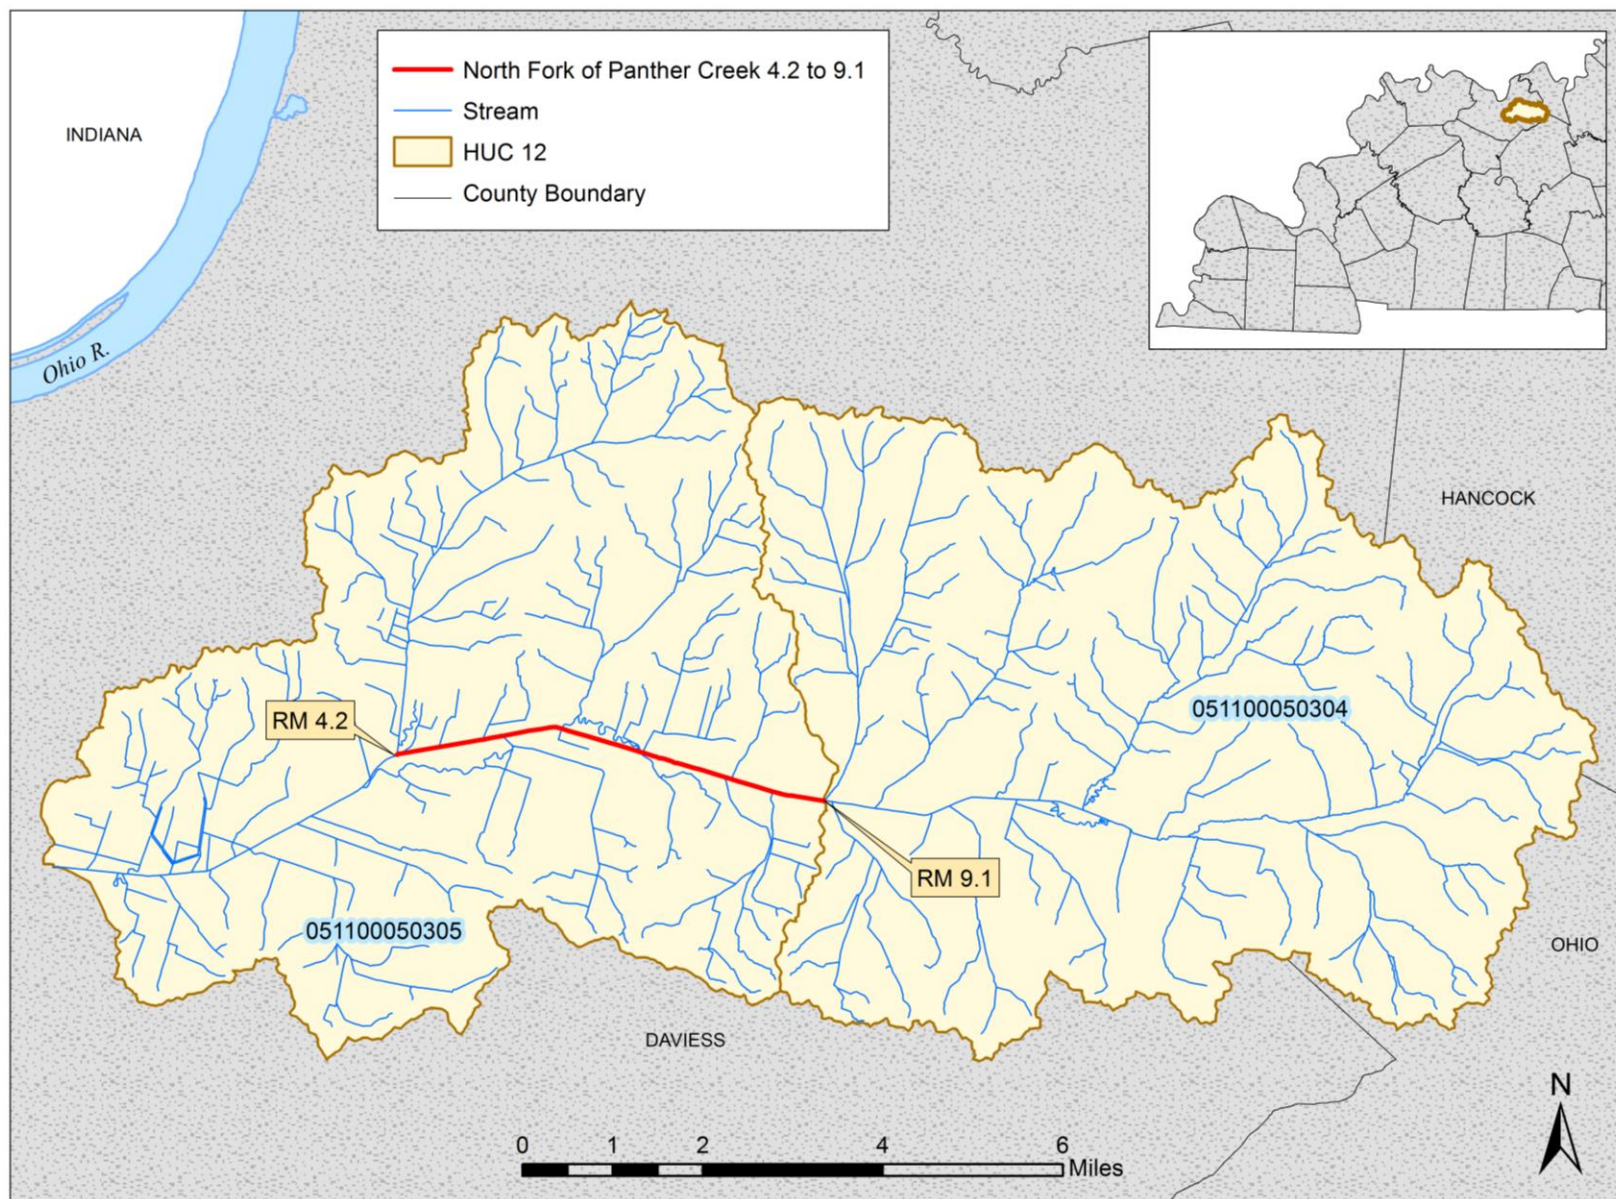 North Fork of Panther Creek 4.2 to 9.1
Stream
HUC 12
County Boundary
INDIANA
Ohio R.
HANCOCK
RM 4.2
051100050304
RM 9.1
051100050305
OHIO
DAVIESS
N
0 1 2 4 6
Miles